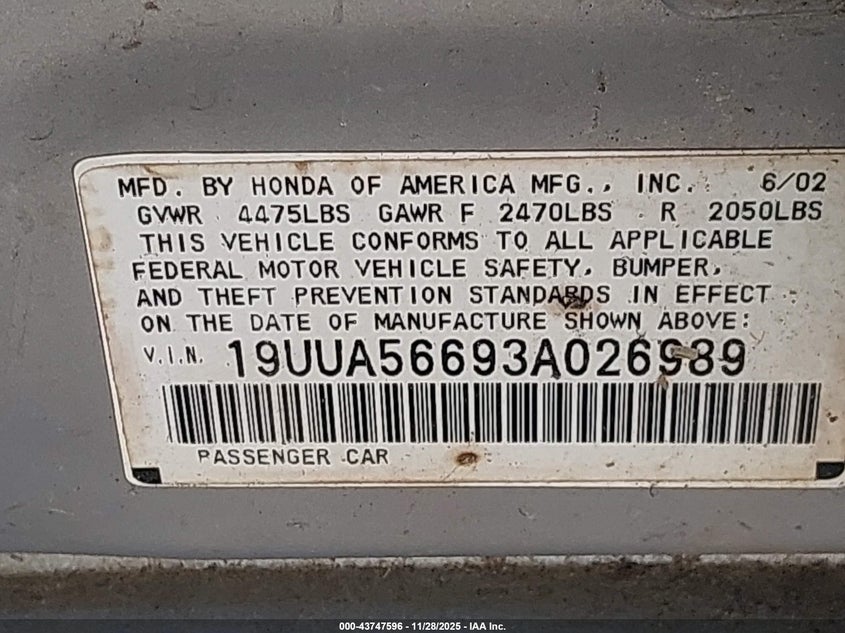 MFD. BY HONDA OF AMERICA MFG., INC. 6/02
GVWR 4475LBS GAWR F 2470LBS R 2050LBS
THIS VEHICLE CONFORMS TO ALL APPLICABLE
FEDERAL MOTOR VEHICLE SAFETY, BUMPER,
AND THEFT PREVENTION STANDARDS IN EFFECT
ON THE DATE OF MANUFACTURE SHOWN ABOVE:
V.I.N. 19UUA56693A026989
PASSENGER CAR
000-43747596 - 11/28/2025 - IAA Inc.